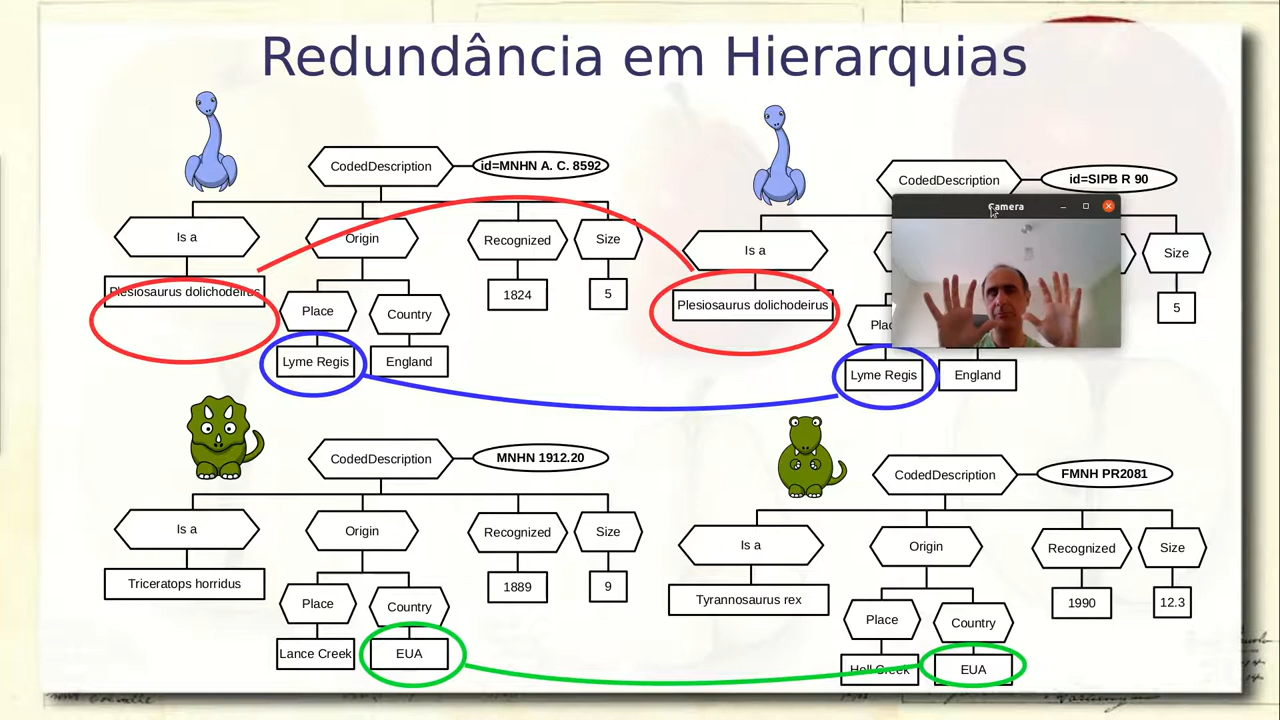 Redundância em Hierarquias
CodedDescription
id=MNHN A. C. 8592
Is a
Origin
Recognized
Size
Plesiosaurus dolichodeirus
Place
Country
1824
5
Lyme Regis
England
CodedDescription
id=SIPB R 90
Camera
Is a
Size
Plesiosaurus dolichodeirus
5
Lyme Regis
England
CodedDescription
MNHN 1912.20
Is a
Origin
Recognized
Size
Triceratops horridus
Place
Country
1889
9
Lance Creek
EUA
CodedDescription
FMNH PR2081
Is a
Origin
Recognized
Size
Tyrannosaurus rex
Place
Country
1990
12.3
Hell Creek
EUA